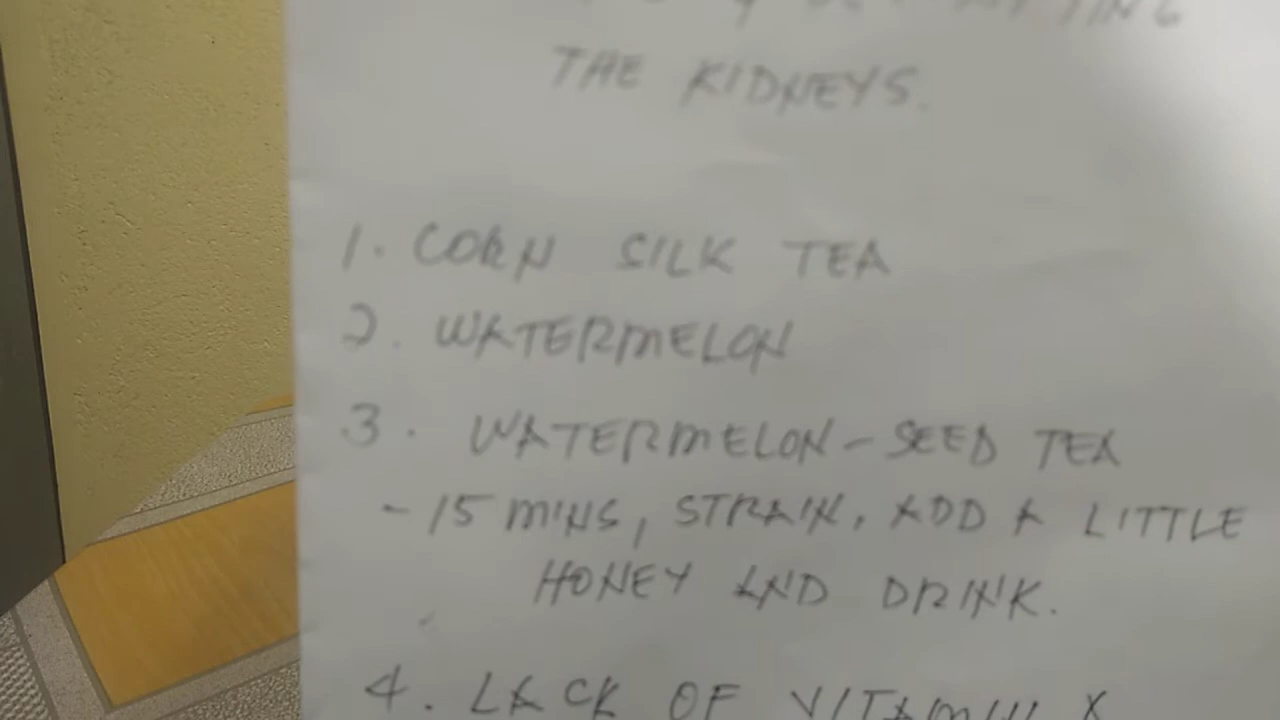 THE KIDNEYS.
1. CORN SILK TEA
2. WATERMELON
3. WATERMELON-SEED TEA
- 15 MINS, STRAIN, ADD A LITTLE
HONEY AND DRINK.
4. LACK OF VITAMIN A